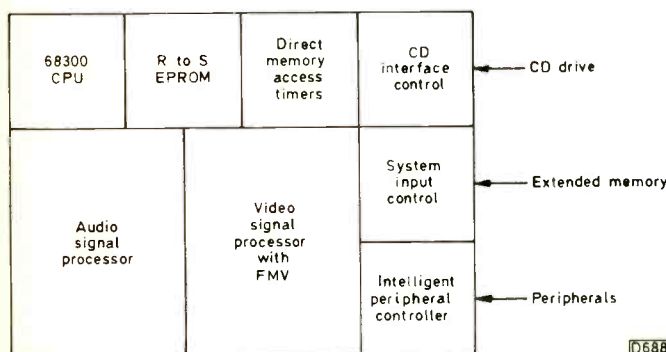 68300
CPU
R to S
EPROM
Direct
memory
access
timers
CD
interface
control
CD drive
Audio
signal
processor
Video
signal
processor
with
FMV
System
input
control
Extended memory
Intelligent
peripheral
controller
Peripherals
D688